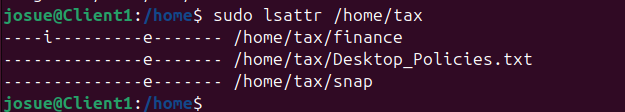 josue@Client1:/home$ sudo lsattr /home/tax
----i---------e------- /home/tax/finance
--------------e------- /home/tax/Desktop_Policies.txt
--------------e------- /home/tax/snap
josue@Client1:/home$